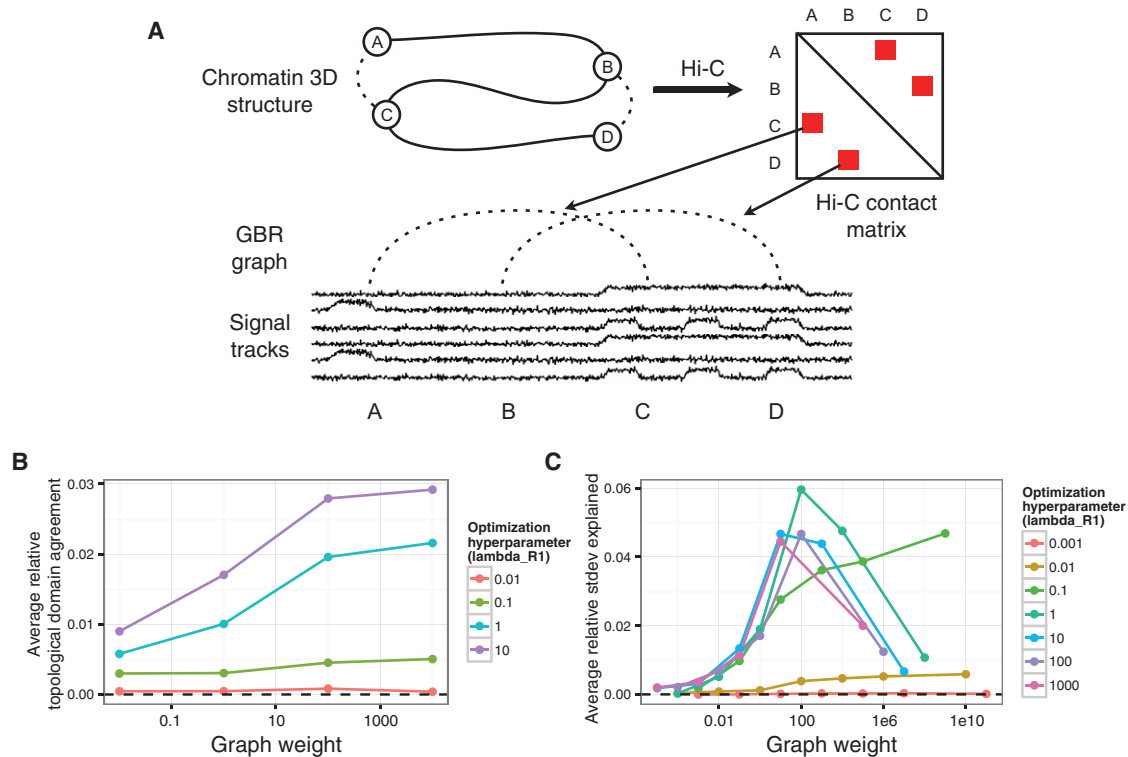 A
A
B
C
D
Chromatin 3D
structure
Hi-C
A B C D
A
B
C
D
Hi-C contact
matrix
GBR
graph
Signal
tracks
A B C D
B
Average relative
topological domain agreement
0.03
0.02
0.01
0.00
0.1 10 1000
Graph weight
Optimization
hyperparameter
(lambda_R1)
0.01
0.1
1
10
C
Average relative stdev explained
0.06
0.04
0.02
0.00
0.01 100 1e6 1e10
Graph weight
Optimization
hyperparameter
(lambda_R1)
0.001
0.01
0.1
1
10
100
1000